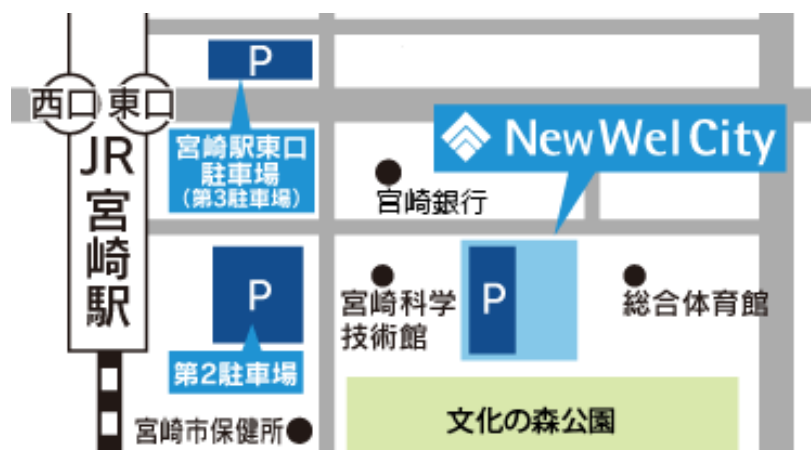 P
西口
東口
JR
宮崎駅
宮崎駅東口
駐車場
（第3駐車場）
New Wel City
宮崎銀行
P
第2駐車場
宮崎科学
技術館
P
総合体育館
宮崎市保健所
文化の森公園